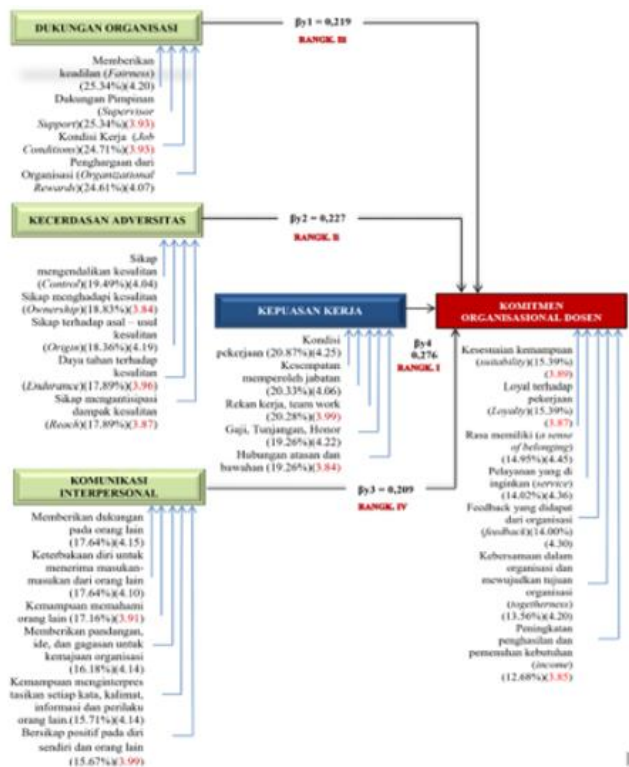 DUKUNGAN ORGANISASI
Memberikan
keadilan (Fairness)
(25.34%)(4.20)
Dukungan Pimpinan
(Supervisor
Support)(25.34%)(3.93)
Kondisi Kerja (Job
Conditions)(24.71%)(3.93)
Penghargaan dari
Organisasi (Organizational
Rewards)(24.61%)(4.07)
βy1 = 0,219
RANGK. III
KECERDASAN ADVERSITAS
Sikap
mengendalikan kesulitan
(Control)(19.49%)(4.04)
Sikap menghadapi kesulitan
(Ownership)(18.83%)(3.84)
Sikap terhadap asal – usul
kesulitan
(Origin)(18.36%)(4.19)
Daya tahan terhadap
kesulitan
(Endurance)(17.89%)(3.96)
Sikap mengantisipasi
dampak kesulitan
(Reach)(17.89%)(3.87)
βy2 = 0,227
RANGK. II
KEPUASAN KERJA
Kondisi
pekerjaan (20.87%)(4.25)
Kesempatan
memperoleh jabatan
(20.33%)(4.06)
Rekan kerja, team work
(20.28%)(3.99)
Gaji, Tunjangan, Honor
(19.26%)(4.22)
Hubungan atasan dan
bawahan (19.26%)(3.84)
βy4
0,276
RANGK. I
KOMITMEN
ORGANISASIONAL DOSEN
Kesesuaian kemampuan
(suitability)(15.39%)
(3.89)
Loyal terhadap
pekerjaan
(Loyality)(15.39%)
(3.87)
Rasa memiliki (a sense
of belonging)
(14.95%)(4.45)
Pelayanan yang di
inginkan (service)
(14.02%)(4.36)
Feedback yang didapat
dari organisasi
(feedback)(14.00%)
(4.30)
Kebersamaan dalam
organisasi dan
mewujudkan tujuan
organisasi
(togetherness)
(13.56%)(4.20)
Peningkatan
penghasilan dan
pemenuhan kebutuhan
(income)
(12.68%)(3.85)
KOMUNIKASI
INTERPERSONAL
Memberikan dukungan
pada orang lain
(17.64%)(4.15)
Keterbukaan diri untuk
menerima masukan-
masukan dari orang lain
(17.64%)(4.10)
Kemampuan memahami
orang lain (17.16%)(3.91)
Memberikan pandangan,
ide, dan gagasan untuk
kemajuan organisasi
(16.18%)(4.14)
Kemampuan menginterpres
tasikan setiap kata, kalimat,
informasi dan perilaku
orang lain.(15.71%)(4.14)
Bersikap positif pada diri
sendiri dan orang lain
(15.67%)(3.99)
βy3 = 0,209
RANGK. IV